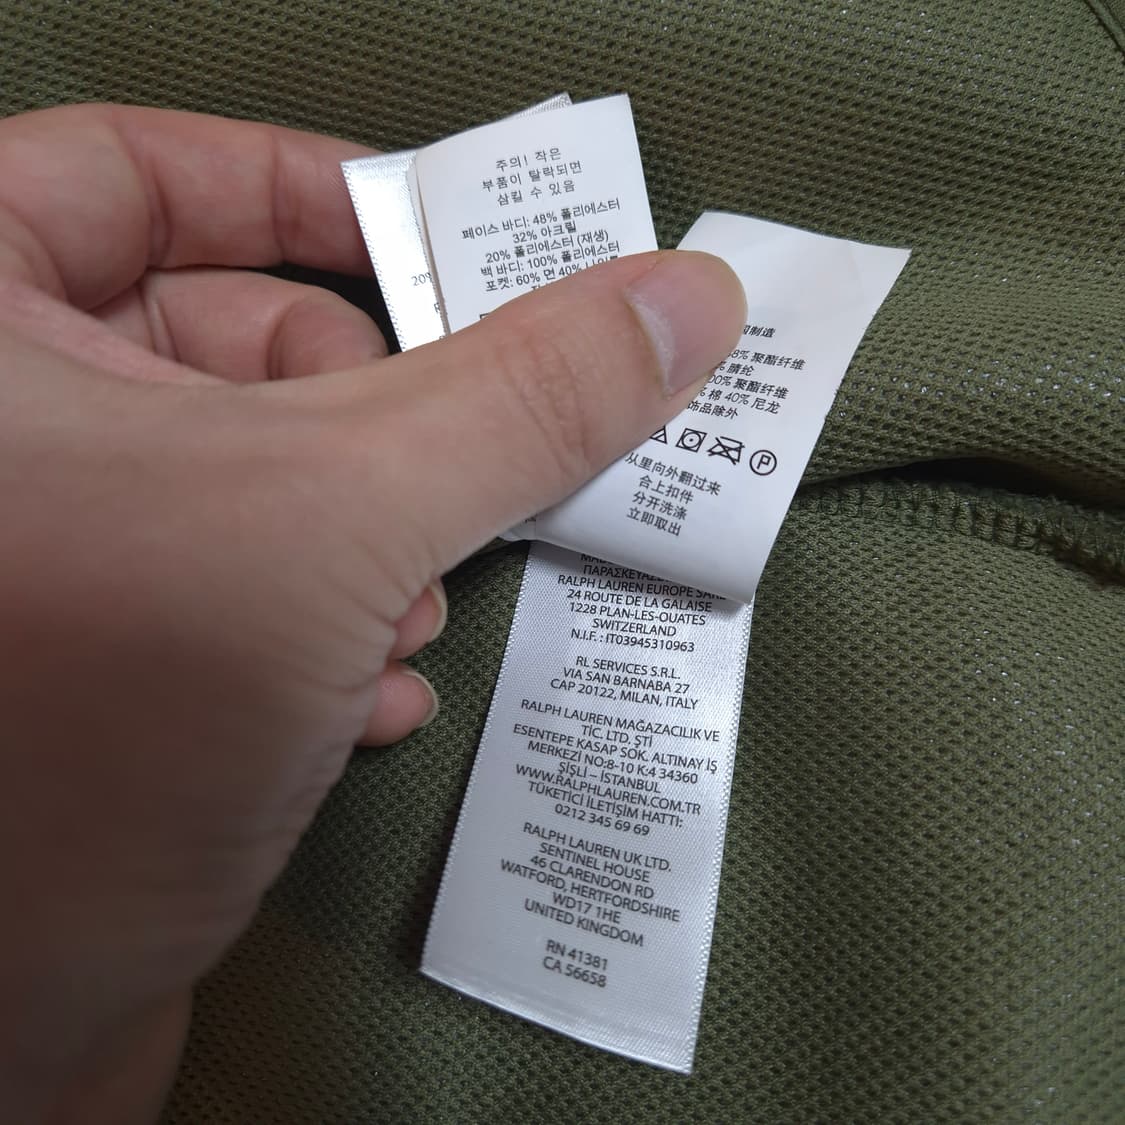 주의! 작은
부품이 탈락되면
삼킬 수 있음
페이스 바디: 48% 폴리에스터
32% 아크릴
20% 폴리에스터 (재생)
백 바디: 100% 폴리에스터
포켓: 60% 면 40%
20%
制造
8% 聚酯纤维
% 腈纶
00% 聚酯纤维
% 棉 40% 尼龙
饰品除外
P
从里向外翻过来
合上扣件
分开洗涤
立即取出
RALPH LAUREN EUROPE SARL
24 ROUTE DE LA GALAISE
1228 PLAN-LES-OUATES
SWITZERLAND
N.I.F. : IT03945310963
RL SERVICES S.R.L.
VIA SAN BARNABA 27
CAP 20122, MILAN, ITALY
RALPH LAUREN MAĞAZACILIK VE
TİC. LTD. ŞTİ
ESENTEPE KASAP SOK. ALTINAY İŞ
MERKEZİ NO:8-10 K:4 34360
ŞİŞLİ – İSTANBUL
WWW.RALPHLAUREN.COM.TR
TÜKETİCİ İLETİŞİM HATTI:
0212 345 69 69
RALPH LAUREN UK LTD.
SENTINEL HOUSE
46 CLARENDON RD
WATFORD, HERTFORDSHIRE
WD17 1HE
UNITED KINGDOM
RN 41381
CA 56658